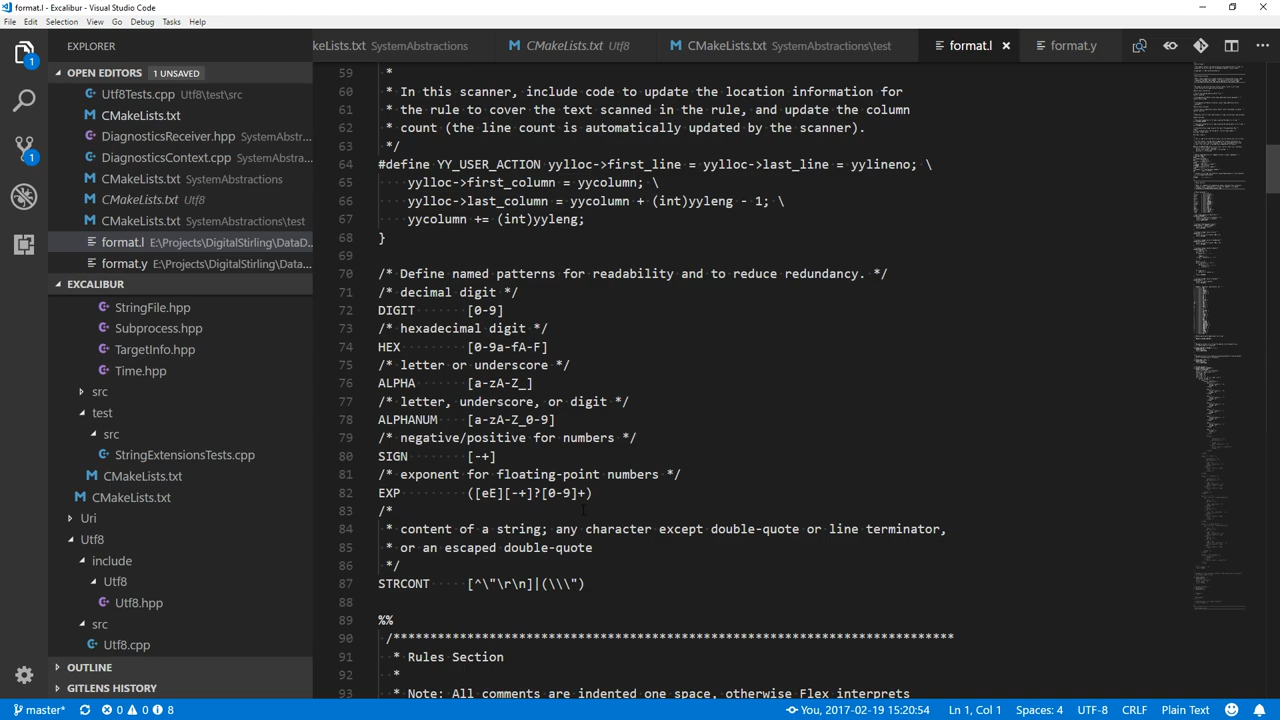 format.l - Excalibur - Visual Studio Code
File Edit Selection View Go Debug Tasks Help
EXPLORER
keLists.txt SystemAbstractions
CMakeLists.txt Utf8
CMakeLists.txt SystemAbstractions\test
format.l
format.y
OPEN EDITORS 1 UNSAVED
Utf8Tests.cpp Utf8\test\src
CMakeLists.txt
DiagnosticsReceiver.hpp SystemAbstr...
DiagnosticsContext.cpp SystemAbstra...
CMakeLists.txt SystemAbstractions
CMakeLists.txt Utf8
CMakeLists.txt SystemAbstractions\test
format.l E:\Projects\DigitalStirling\DataD...
format.y E:\Projects\DigitalStirling\Data...
EXCALIBUR
StringFile.hpp
Subprocess.hpp
TargetInfo.hpp
Time.hpp
src
test
src
StringExtensionsTests.cpp
CMakeLists.txt
CMakeLists.txt
Uri
Utf8
include
Utf8
Utf8.hpp
src
Utf8.cpp
OUTLINE
GITLENS HISTORY
59 *
60 * In this scanner, include code to update the location information for
61 * the rule to be the text scanned in the rule and update the column
62 * count (the line count is automatically updated by the scanner).
63 */
64 #define YY_USER_ACTION yylloc->first_line = yylloc->last_line = yylineno; \
65 yylloc->first_column = yycolumn; \
66 yylloc->last_column = yycolumn + (int)yyleng - 1; \
67 yycolumn += (int)yyleng;
68 }
69
70 /* Define named patterns for readability and to reduce redundancy. */
71 /* decimal digit */
72 DIGIT [0-9]
73 /* hexadecimal digit */
74 HEX [0-9a-fA-F]
75 /* letter or underscore */
76 ALPHA [a-zA-Z_]
77 /* letter, underscore, or digit */
78 ALPHANUM [a-zA-Z_0-9]
79 /* negative/positive for numbers */
80 SIGN [-+]
81 /* exponent for floating-point numbers */
82 EXP ([eE][-+]?[0-9]+)
83 /*
84 * content of a string; any character except double-quote or line terminator,
85 * or an escaped double-quote
86 */
87 STRCONT [^\"\r\n]|(\\\")
88
89 %%
90 /****************************************************************************
91 * Rules Section
92 *
93 * Note: All comments are indented one space, otherwise Flex interprets
master* 0 0 8 You, 2017-02-19 15:20:54 Ln 1, Col 1 Spaces: 4 UTF-8 CRLF Plain Text